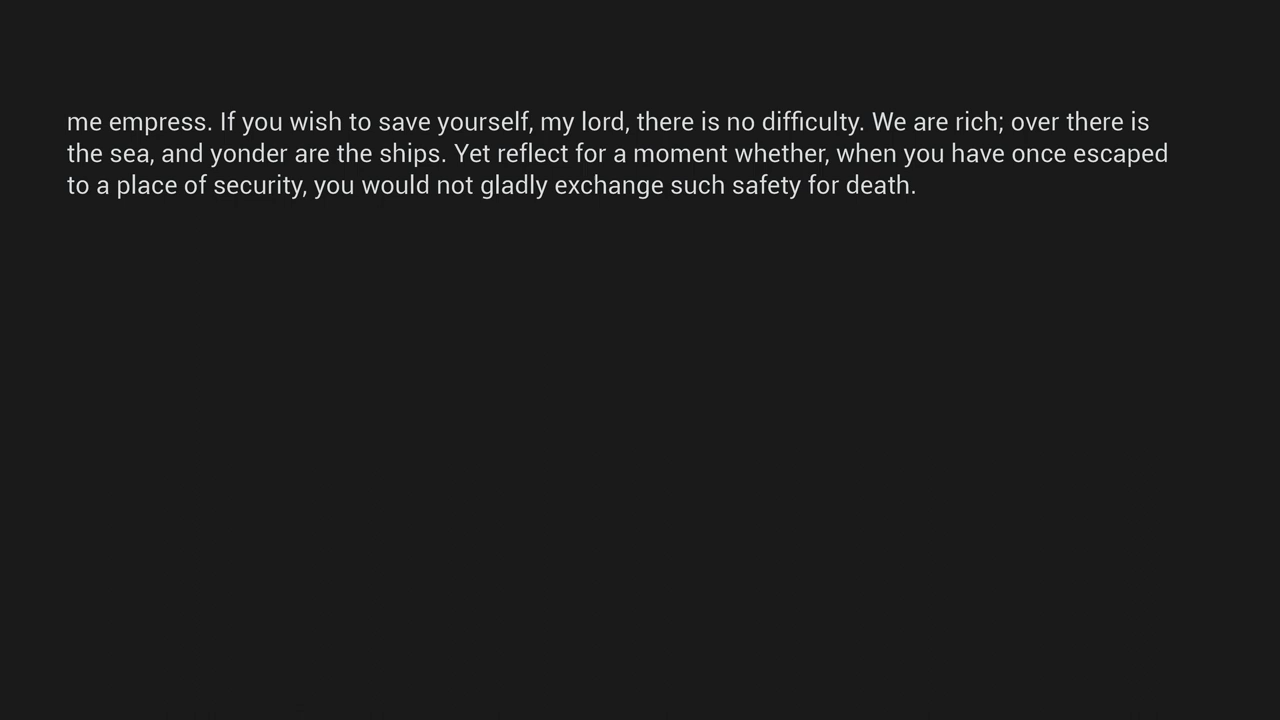 me empress. If you wish to save yourself, my lord, there is no difficulty. We are rich; over there is
the sea, and yonder are the ships. Yet reflect for a moment whether, when you have once escaped
to a place of security, you would not gladly exchange such safety for death.